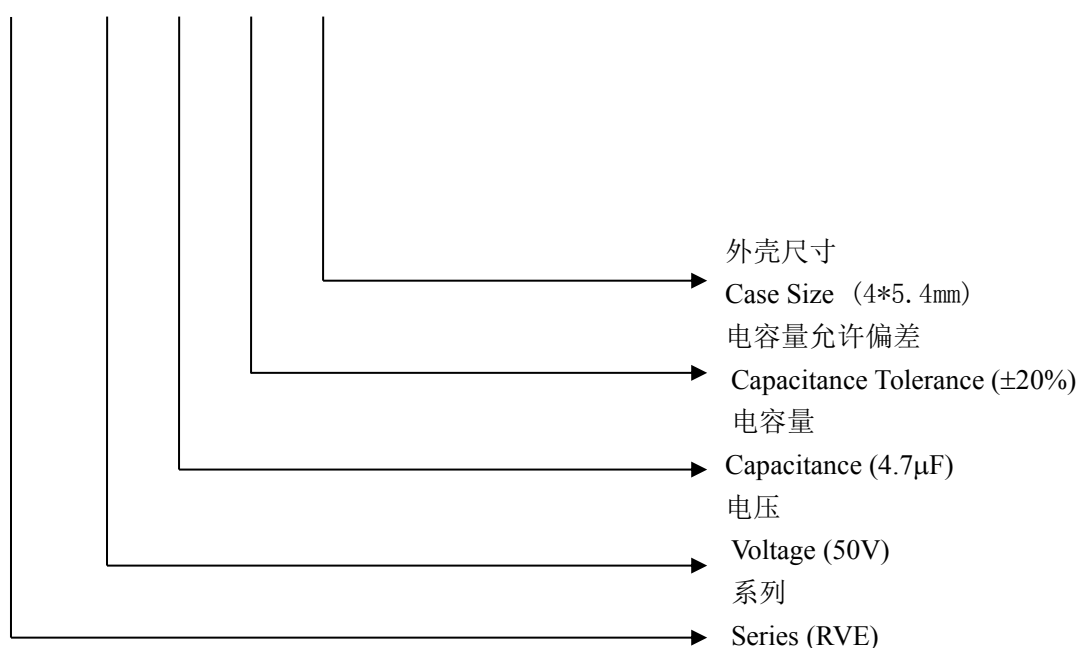 外壳尺寸
Case Size (4*5.4mm)
电容量允许偏差
Capacitance Tolerance (±20%)
电容量
Capacitance (4.7μF)
电压
Voltage (50V)
系列
Series (RVE)